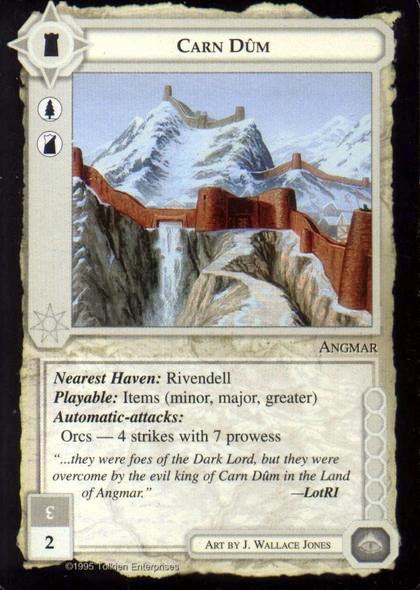 CARN DÛM
ANGMAR
Nearest Haven: Rivendell
Playable: Items (minor, major, greater)
Automatic-attacks:
Orcs — 4 strikes with 7 prowess
"...they were foes of the Dark Lord, but they were
overcome by the evil king of Carn Dûm in the Land
of Angmar." —LotRI
2
ART BY J. WALLACE JONES
©1995 Tolkien Enterprises